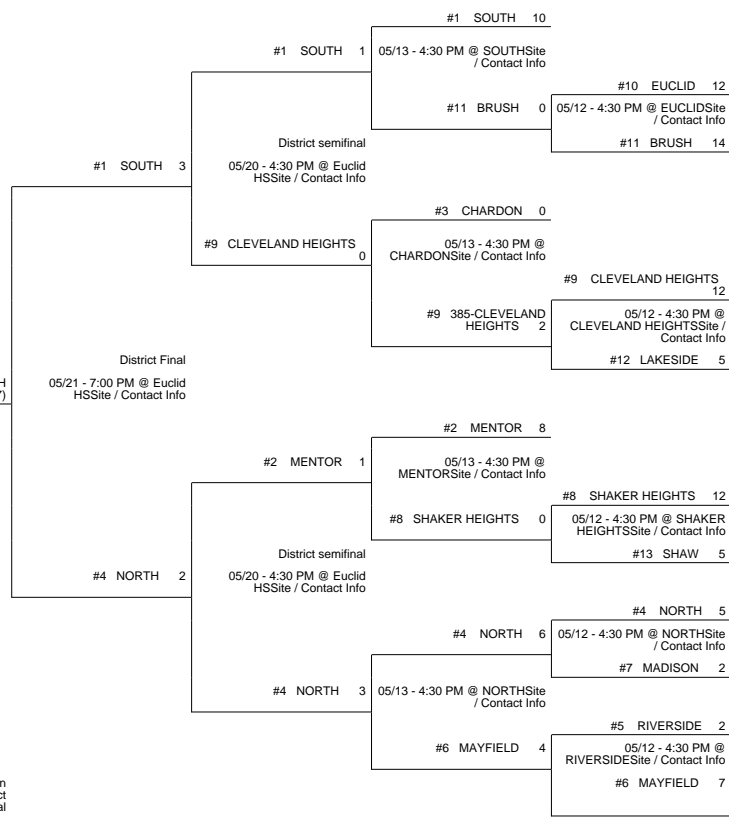 #1 SOUTH 10
#1 SOUTH 1
05/13 - 4:30 PM @ SOUTHSite
/ Contact Info
#10 EUCLID 12
#11 BRUSH 0
05/12 - 4:30 PM @ EUCLIDSite
/ Contact Info
#11 BRUSH 14
District semifinal
#1 SOUTH 3
05/20 - 4:30 PM @ Euclid
HSSite / Contact Info
#3 CHARDON 0
#9 CLEVELAND HEIGHTS
0
05/13 - 4:30 PM @
CHARDONSite / Contact Info
#9 CLEVELAND HEIGHTS
12
#9 385-CLEVELAND
HEIGHTS 2
05/12 - 4:30 PM @
CLEVELAND HEIGHTSSite /
Contact Info
#12 LAKESIDE 5
District Final
H
7)
05/21 - 7:00 PM @ Euclid
HSSite / Contact Info
#2 MENTOR 8
#2 MENTOR 1
05/13 - 4:30 PM @
MENTORSite / Contact Info
#8 SHAKER HEIGHTS 12
#8 SHAKER HEIGHTS 0
05/12 - 4:30 PM @ SHAKER
HEIGHTSSite / Contact Info
#13 SHAW 5
District semifinal
#4 NORTH 2
05/20 - 4:30 PM @ Euclid
HSSite / Contact Info
#4 NORTH 5
#4 NORTH 6
05/12 - 4:30 PM @ NORTHSite
/ Contact Info
#7 MADISON 2
#4 NORTH 3
05/13 - 4:30 PM @ NORTHSite
/ Contact Info
#5 RIVERSIDE 2
#6 MAYFIELD 4
05/12 - 4:30 PM @
RIVERSIDESite / Contact Info
#6 MAYFIELD 7
n
ct
al